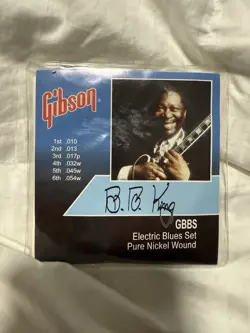 Gibson
1st .010
2nd .013
3rd .017p
4th .032w
5th .045w
6th .054w
B. B. King
GBBS
Electric Blues Set
Pure Nickel Wound